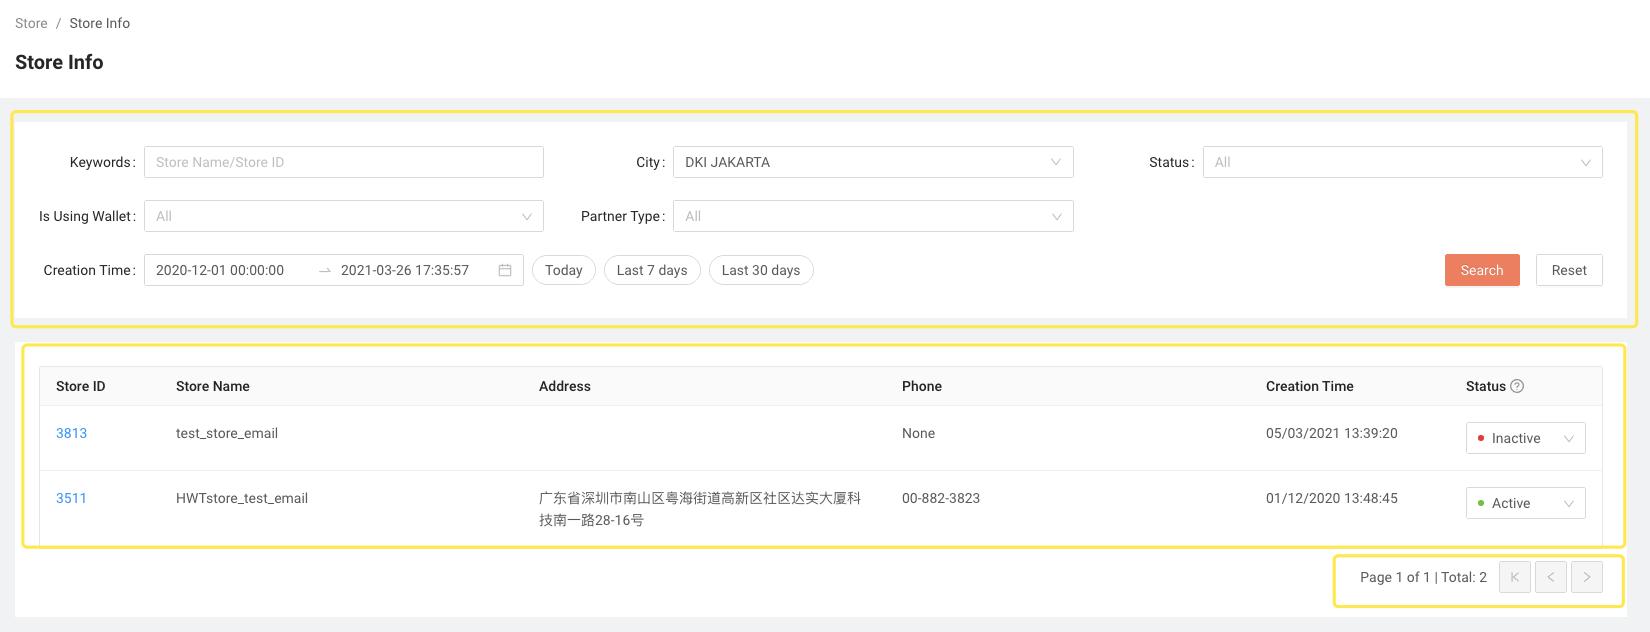 Store / Store Info
Store Info
Keywords: Store Name/Store ID City: DKI JAKARTA Status: All
Is Using Wallet: All Partner Type: All
Creation Time: 2020-12-01 00:00:00 → 2021-03-26 17:35:57 Today Last 7 days Last 30 days Search Reset
Store ID Store Name Address Phone Creation Time Status ?
3813 test_store_email None 05/03/2021 13:39:20 Inactive
3511 HWTstore_test_email 广东省深圳市南山区粤海街道高新区社区达实大厦科 00-882-3823 01/12/2020 13:48:45 Active
技南一路28-16号
Page 1 of 1 | Total: 2